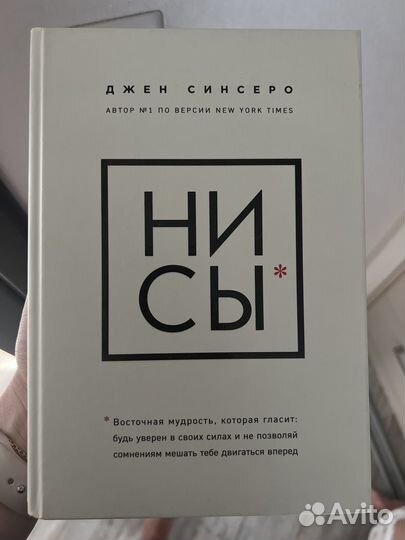 ДЖЕН СИНСЕРО
АВТОР №1 ПО ВЕРСИИ NEW YORK TIMES
НИ
СЫ*
* Восточная мудрость, которая гласит:
будь уверен в своих силах и не позволяй
сомнениям мешать тебе двигаться вперед
Avito